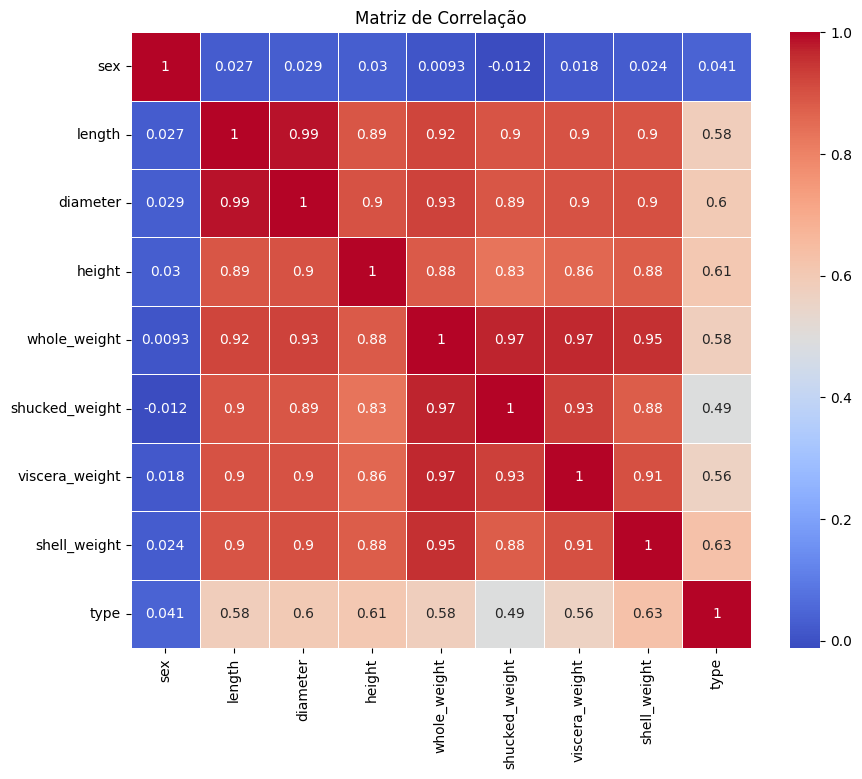 Matriz de Correlação
sex 1 0.027 0.029 0.03 0.0093 -0.012 0.018 0.024 0.041
length 0.027 1 0.99 0.89 0.92 0.9 0.9 0.9 0.58
diameter 0.029 0.99 1 0.9 0.93 0.89 0.9 0.9 0.6
height 0.03 0.89 0.9 1 0.88 0.83 0.86 0.88 0.61
whole_weight 0.0093 0.92 0.93 0.88 1 0.97 0.97 0.95 0.58
shucked_weight -0.012 0.9 0.89 0.83 0.97 1 0.93 0.88 0.49
viscera_weight 0.018 0.9 0.9 0.86 0.97 0.93 1 0.91 0.56
shell_weight 0.024 0.9 0.9 0.88 0.95 0.88 0.91 1 0.63
type 0.041 0.58 0.6 0.61 0.58 0.49 0.56 0.63 1
sex length diameter height whole_weight shucked_weight viscera_weight shell_weight type
1.0
0.8
0.6
0.4
0.2
0.0